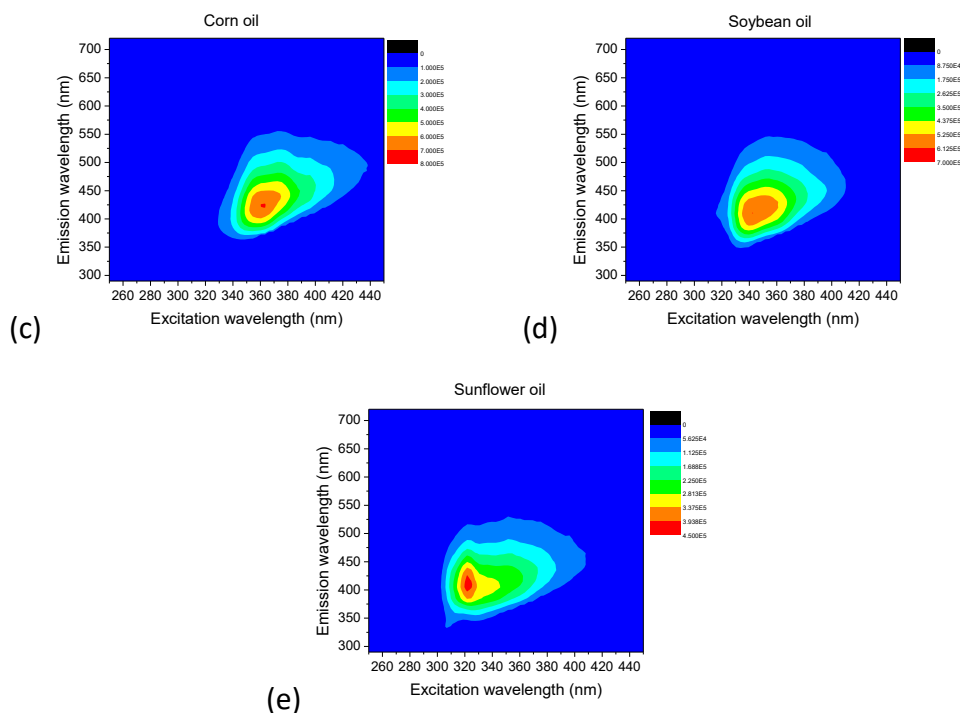 Corn oil
700
650
600
550
500
450
400
350
300
Emission wavelength (nm)
260 280 300 320 340 360 380 400 420 440
Excitation wavelength (nm)
0
1.000E5
2.000E5
3.000E5
4.000E5
5.000E5
6.000E5
7.000E5
8.000E5
(c)
Soybean oil
700
650
600
550
500
450
400
350
300
Emission wavelength (nm)
260 280 300 320 340 360 380 400 420 440
Excitation wavelength (nm)
0
8.750E4
1.750E5
2.625E5
3.500E5
4.375E5
5.250E5
6.125E5
7.000E5
(d)
Sunflower oil
700
650
600
550
500
450
400
350
300
Emission wavelength (nm)
260 280 300 320 340 360 380 400 420 440
Excitation wavelength (nm)
0
5.625E4
1.125E5
1.688E5
2.250E5
2.813E5
3.375E5
3.938E5
4.500E5
(e)